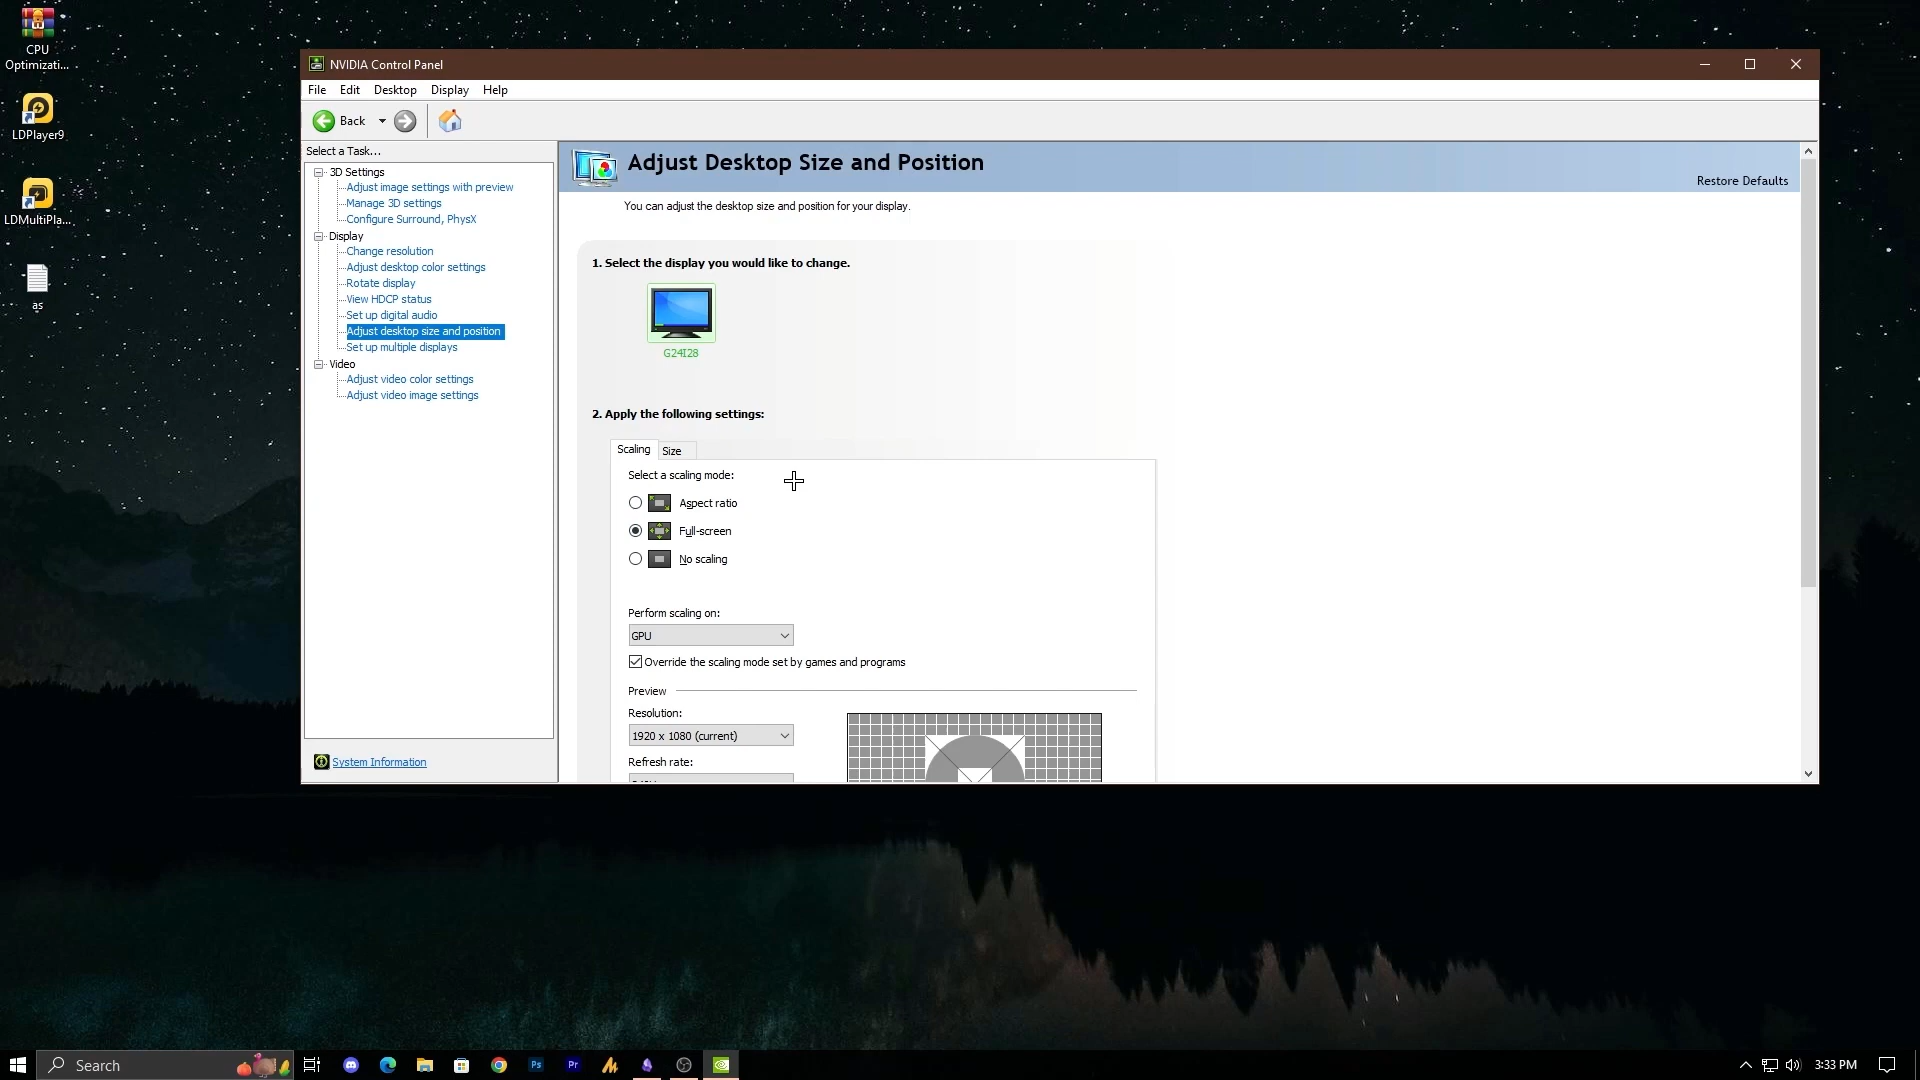 CPU
Optimizati...
LDPlayer9
LDMultiPla...
as
NVIDIA Control Panel
File Edit Desktop Display Help
Back
Select a Task...
3D Settings
Adjust image settings with preview
Manage 3D settings
Configure Surround, PhysX
Display
Change resolution
Adjust desktop color settings
Rotate display
View HDCP status
Set up digital audio
Adjust desktop size and position
Set up multiple displays
Video
Adjust video color settings
Adjust video image settings
System Information
Adjust Desktop Size and Position
Restore Defaults
You can adjust the desktop size and position for your display.
1. Select the display you would like to change.
G24I28
2. Apply the following settings:
Scaling Size
Select a scaling mode:
Aspect ratio
Full-screen
No scaling
Perform scaling on:
GPU
Override the scaling mode set by games and programs
Preview
Resolution:
1920 x 1080 (current)
Refresh rate:
Search
Ps
Pr
3:33 PM